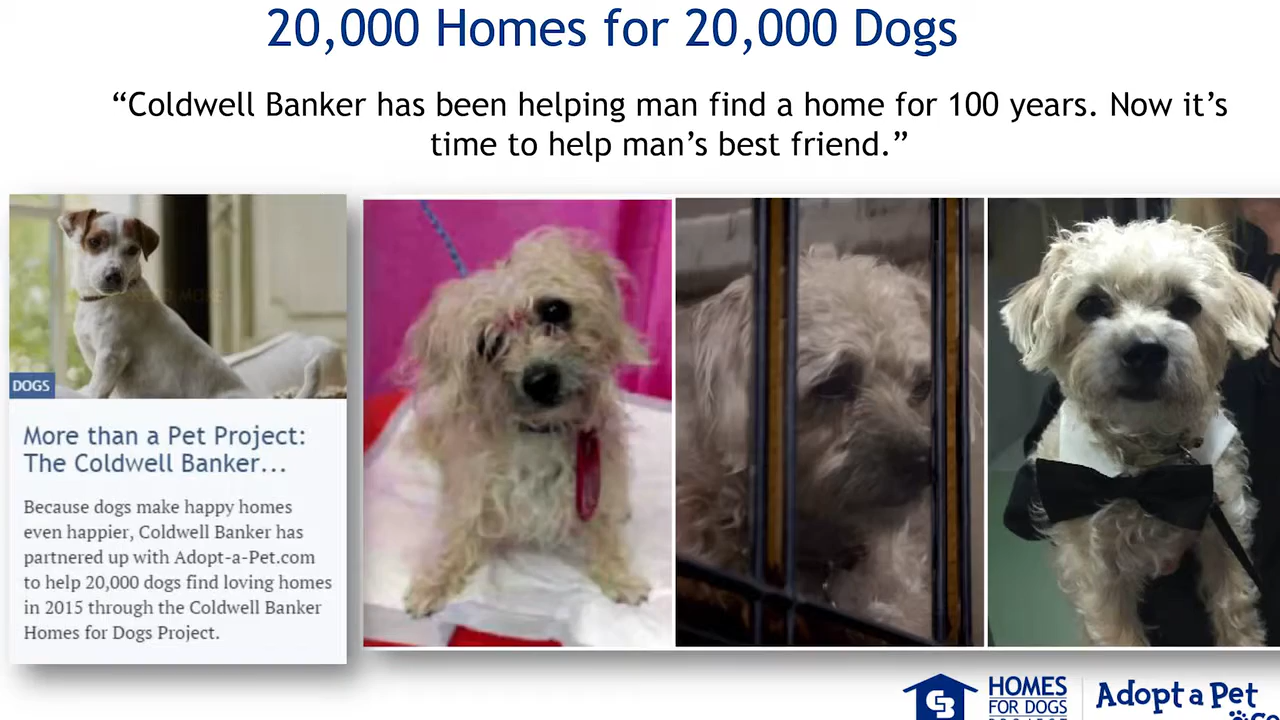 20,000 Homes for 20,000 Dogs
“Coldwell Banker has been helping man find a home for 100 years. Now it’s
time to help man’s best friend.”
DOGS
More than a Pet Project:
The Coldwell Banker...
Because dogs make happy homes
even happier, Coldwell Banker has
partnered up with Adopt-a-Pet.com
to help 20,000 dogs find loving homes
in 2015 through the Coldwell Banker
Homes for Dogs Project.
CB
HOMES
FOR DOGS
PROJECT
Adopt a Pet